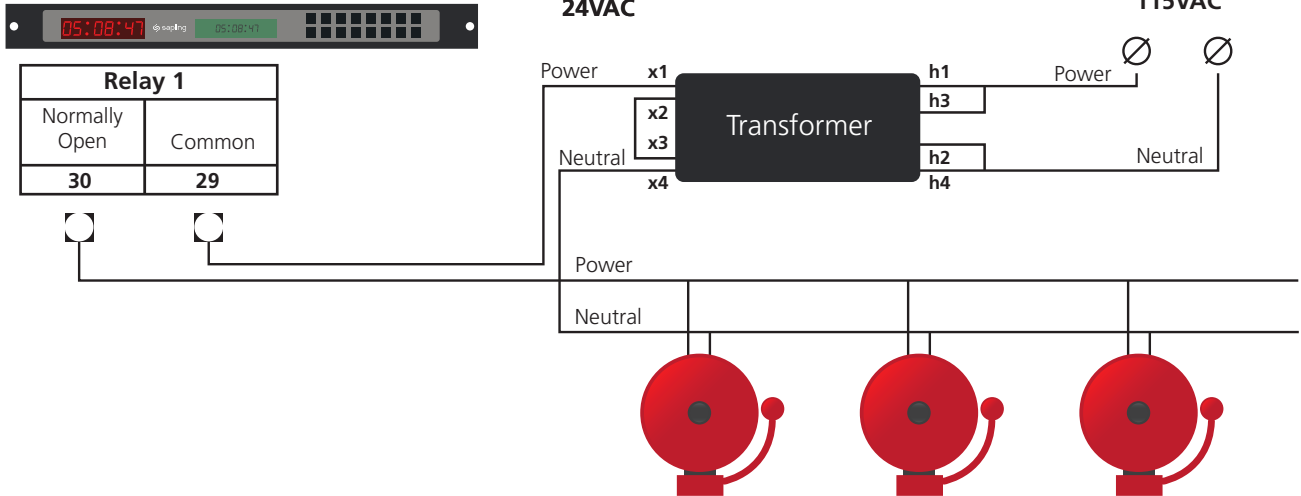 24VAC
115VAC
05:08:47
sapling
05:08:47
Relay 1
Normally
Open
Common
30
29
Power
x1
x2
x3
Neutral
x4
Transformer
h1
h3
h2
h4
Power
Neutral
Power
Neutral